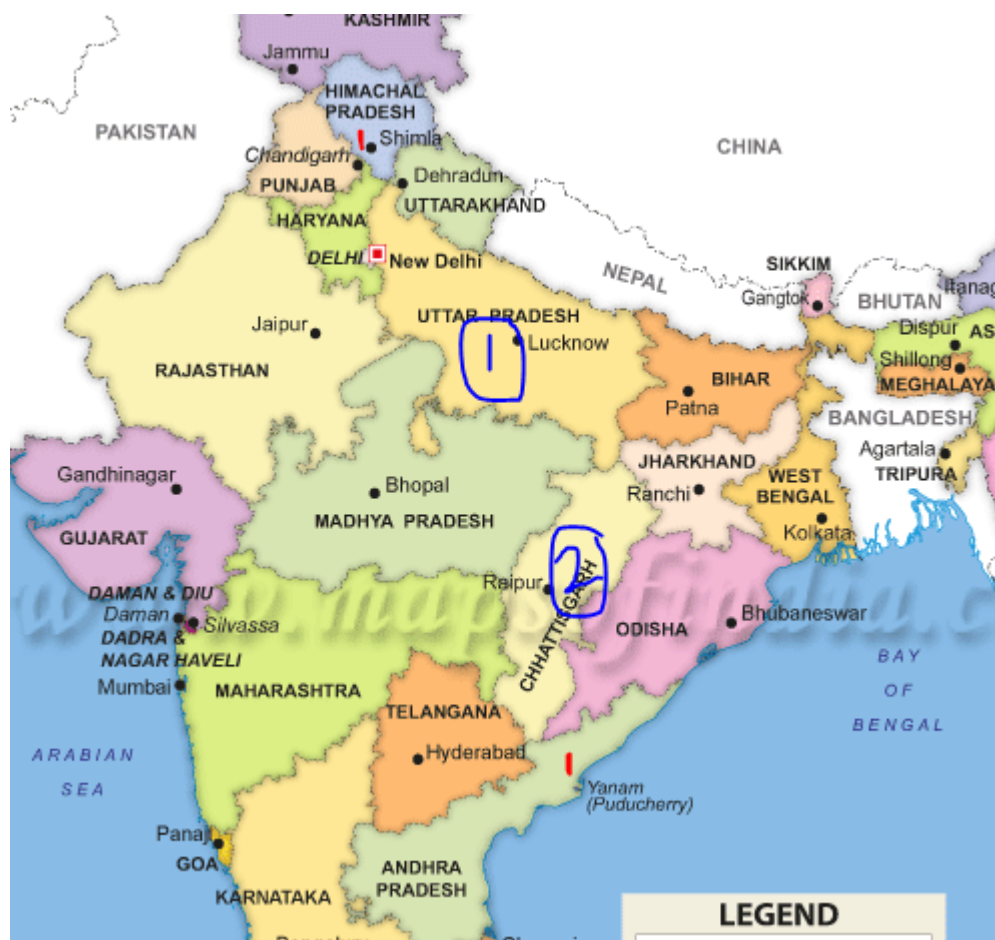 KASHMIR
Jammu
HIMACHAL
PRADESH
Shimla
PAKISTAN
CHINA
Chandigarh
PUNJAB
Dehradun
UTTARAKHAND
HARYANA
DELHI
New Delhi
NEPAL
SIKKIM
Gangtok
BHUTAN
Itanag
UTTAR PRADESH
Jaipur
1
Lucknow
Dispur
AS
Shillong
MEGHALAYA
RAJASTHAN
BIHAR
Patna
BANGLADESH
Agartala
TRIPURA
JHARKHAND
Ranchi
WEST
BENGAL
Kolkata
Gandhinagar
GUJARAT
Bhopal
MADHYA PRADESH
2
Raipur
CHHATTISGARH
www.mapsofindia.c
DAMAN & DIU
Daman
Silvassa
DADRA &
NAGAR HAVELI
Mumbai
MAHARASHTRA
ODISHA
Bhubaneswar
BAY
OF
BENGAL
TELANGANA
Hyderabad
ARABIAN
SEA
Yanam
(Puducherry)
Panaji
GOA
KARNATAKA
ANDHRA
PRADESH
LEGEND